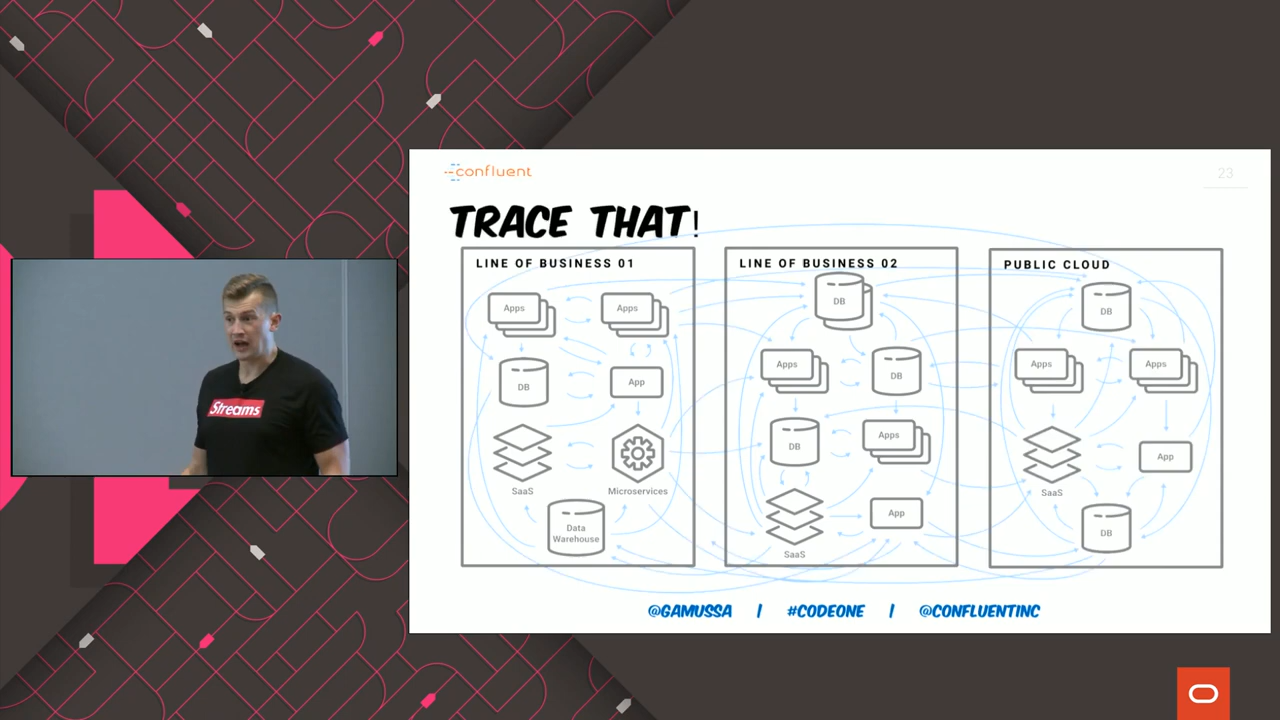 confluent
23
TRACE THAT!
LINE OF BUSINESS 01
Apps
Apps
DB
App
SaaS
Microservices
Data
Warehouse
LINE OF BUSINESS 02
DB
Apps
DB
DB
Apps
SaaS
App
PUBLIC CLOUD
DB
Apps
Apps
SaaS
App
DB
@GAMUSSA | #CODEONE | @CONFLUENTINC
Streams